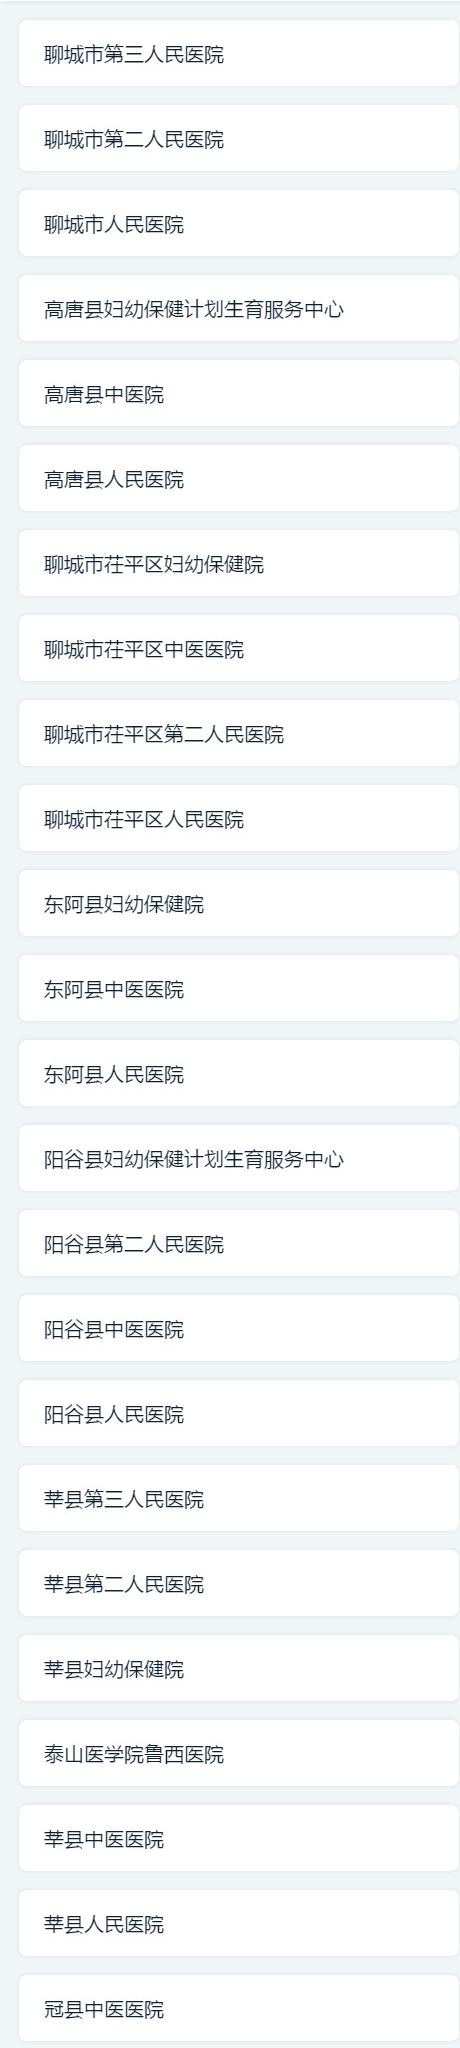 聊城市第三人民医院
聊城市第二人民医院
聊城市人民医院
高唐县妇幼保健计划生育服务中心
高唐县中医院
高唐县人民医院
聊城市茌平区妇幼保健院
聊城市茌平区中医医院
聊城市茌平区第二人民医院
聊城市茌平区人民医院
东阿县妇幼保健院
东阿县中医医院
东阿县人民医院
阳谷县妇幼保健计划生育服务中心
阳谷县第二人民医院
阳谷县中医医院
阳谷县人民医院
莘县第三人民医院
莘县第二人民医院
莘县妇幼保健院
泰山医学院鲁西医院
莘县中医医院
莘县人民医院
冠县中医医院